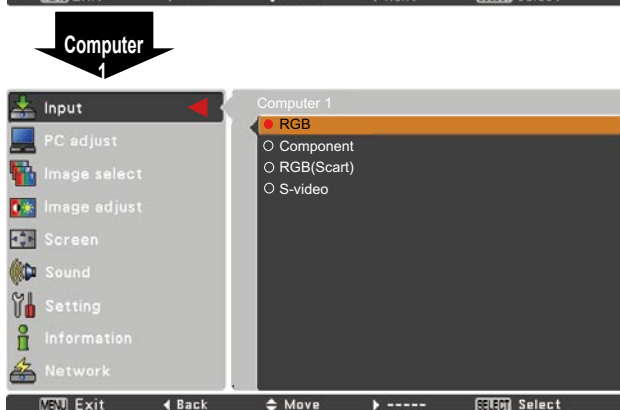 Computer
1
Input
PC adjust
Image select
Image adjust
Screen
Sound
Setting
Information
Network
Computer 1
RGB
Component
RGB(Scart)
S-video
MENU Exit ◀ Back Move ▶ ----- SELECT Select